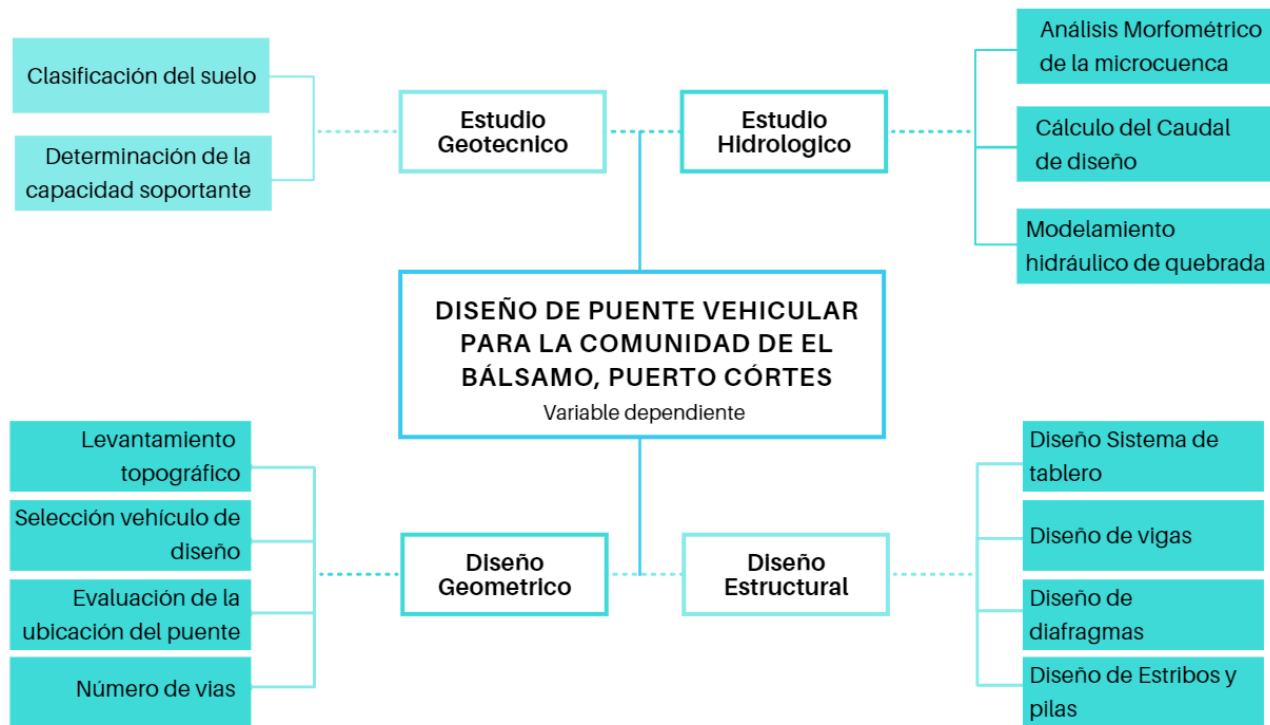 Clasificación del suelo
Determinación de la
capacidad soportante
Estudio
Geotecnico
Estudio
Hidrologico
Análisis Morfométrico
de la microcuenca
Cálculo del Caudal
de diseño
Modelamiento
hidráulico de quebrada
DISEÑO DE PUENTE VEHICULAR
PARA LA COMUNIDAD DE EL
BÁLSAMO, PUERTO CÓRTES
Variable dependiente
Levantamiento
topográfico
Selección vehículo de
diseño
Evaluación de la
ubicación del puente
Número de vias
Diseño
Geometrico
Diseño
Estructural
Diseño Sistema de
tablero
Diseño de vigas
Diseño de
diafragmas
Diseño de Estribos y
pilas